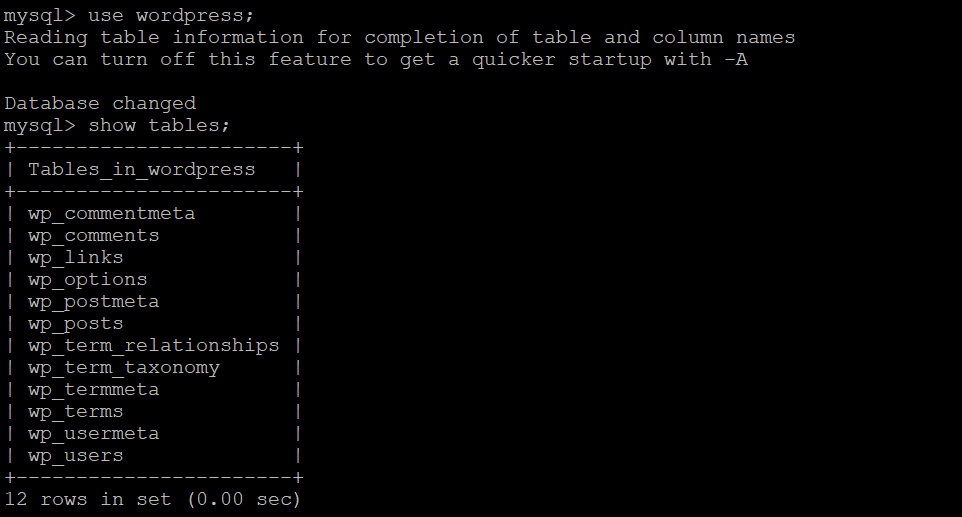 mysql> use wordpress;
Reading table information for completion of table and column names
You can turn off this feature to get a quicker startup with -A

Database changed
mysql> show tables;
+-----------------------+
| Tables_in_wordpress   |
+-----------------------+
| wp_commentmeta        |
| wp_comments           |
| wp_links              |
| wp_options            |
| wp_postmeta           |
| wp_posts              |
| wp_term_relationships |
| wp_term_taxonomy      |
| wp_termmeta           |
| wp_terms              |
| wp_usermeta           |
| wp_users              |
+-----------------------+
12 rows in set (0.00 sec)